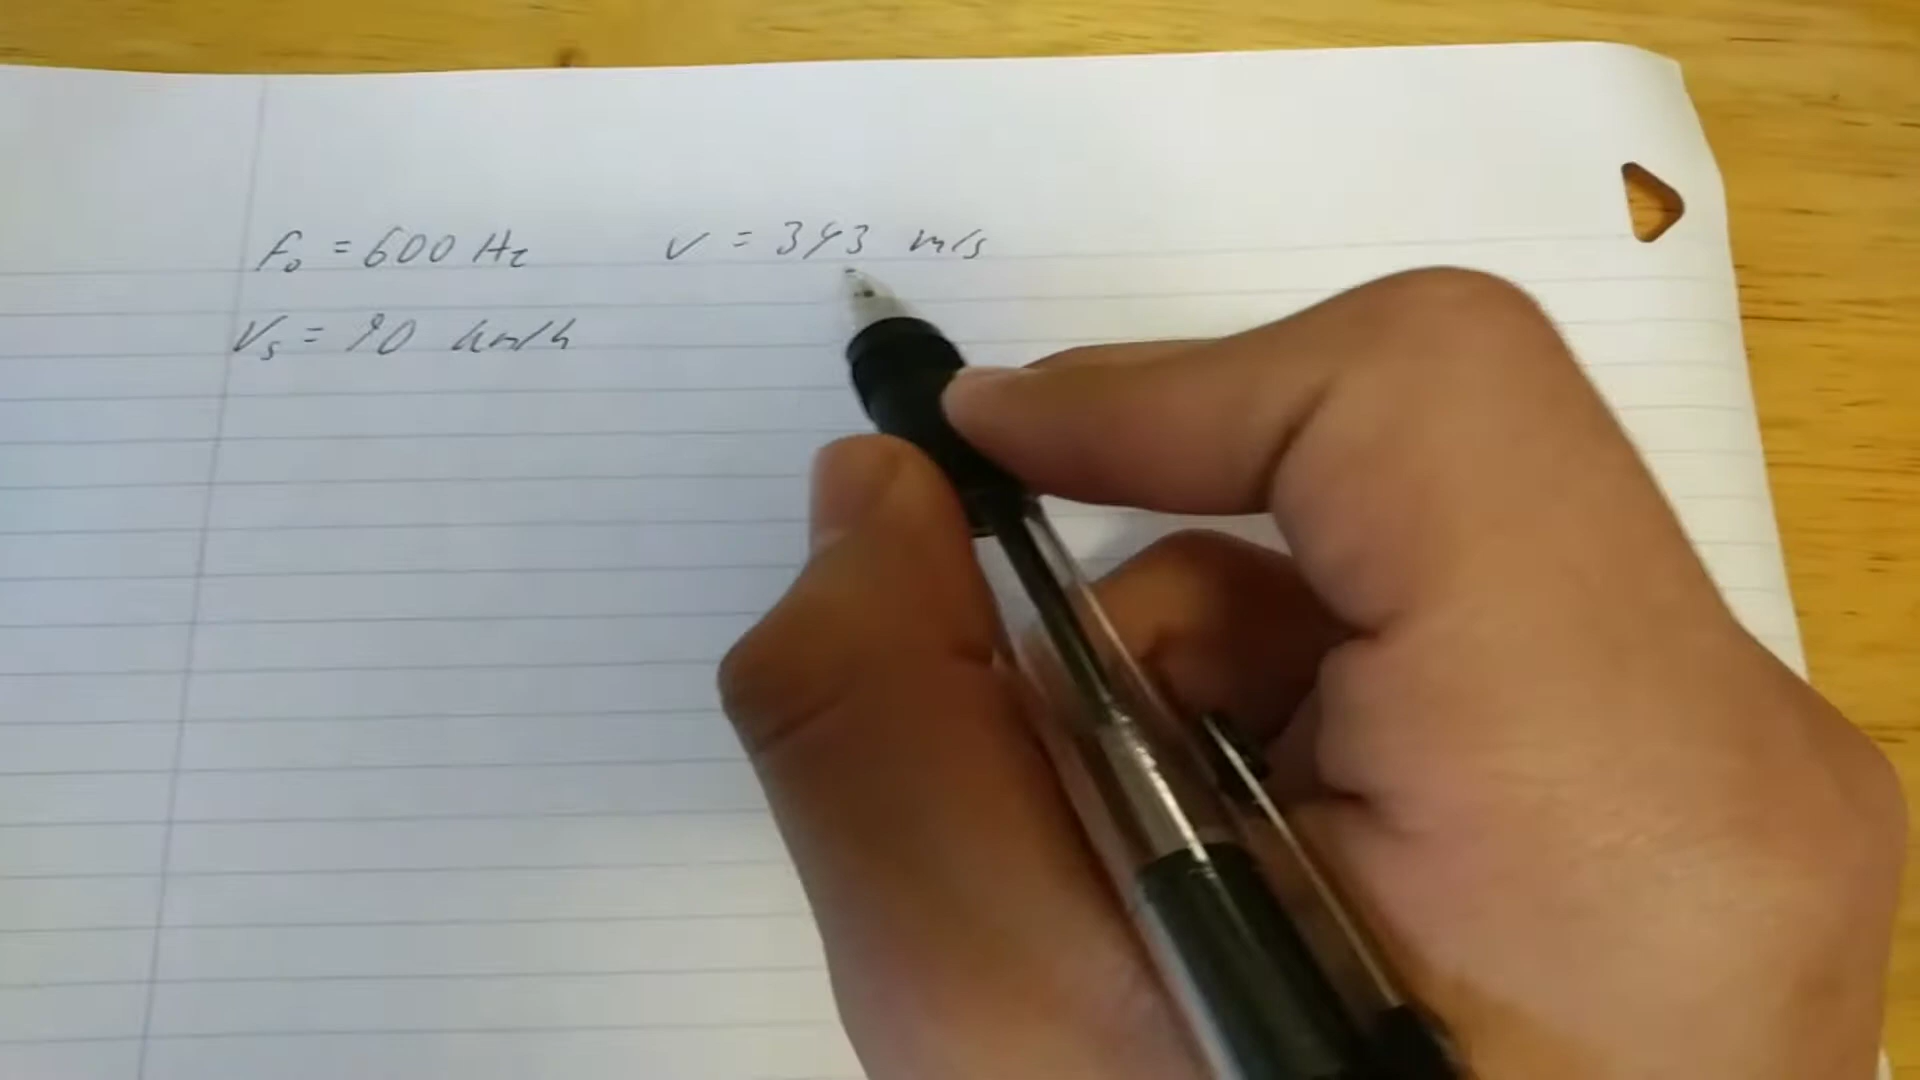 f₀ = 600 Hz v = 343 m/s
Vₛ = 90 km/h